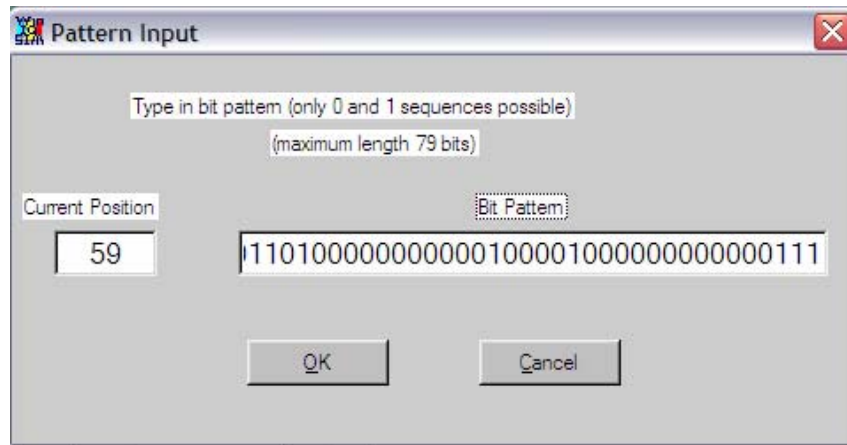 Pattern Input
Type in bit pattern (only 0 and 1 sequences possible)
(maximum length 79 bits)
Current Position
Bit Pattern
59
OK
Cancel